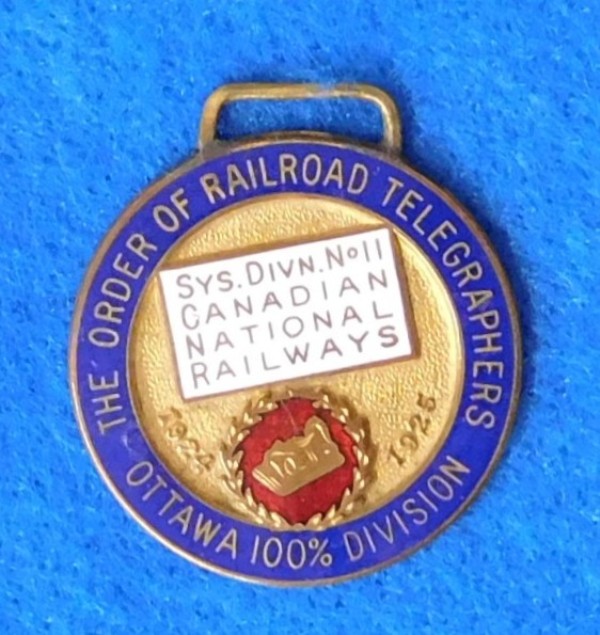 THE ORDER OF RAILROAD TELEGRAPHERS
SYS. DIVN. No 11
CANADIAN
NATIONAL
RAILWAYS
1924 1925
OTTAWA 100% DIVISION